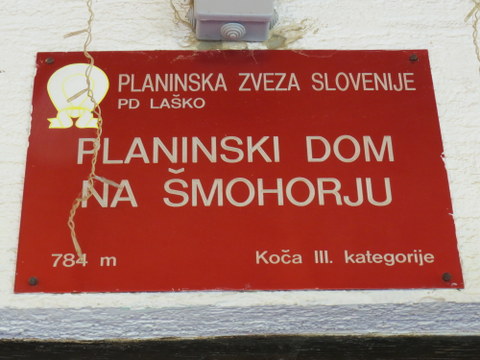 PLANINSKA ZVEZA SLOVENIJE
PD LAŠKO
PLANINSKI DOM
NA ŠMOHORJU
784 m Koča III. kategorije